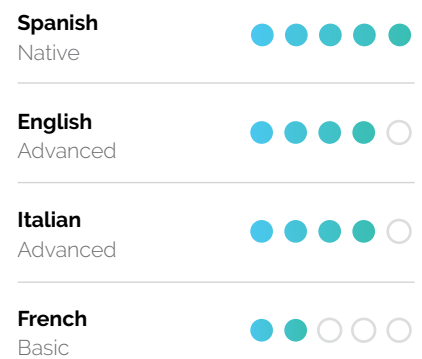 Spanish
Native
English
Advanced
Italian
Advanced
French
Basic